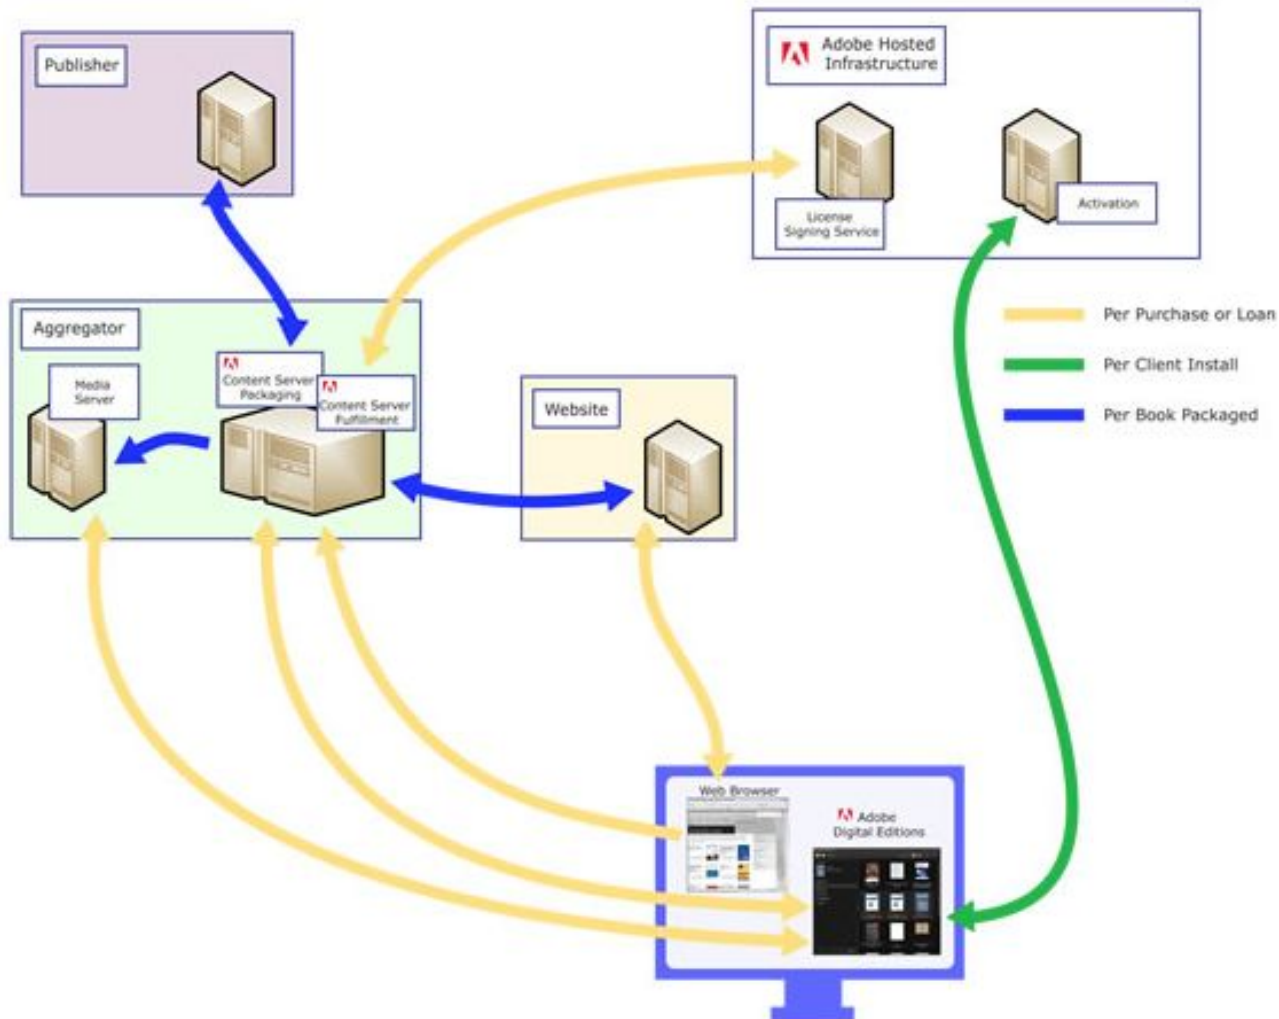 Publisher
Adobe Hosted
Infrastructure
License
Signing Service
Activation
Per Purchase or Loan
Per Client Install
Per Book Packaged
Aggregator
Media
Server
Content Server
Packaging
Content Server
Fulfillment
Website
Web Browser
Adobe
Digital Editions